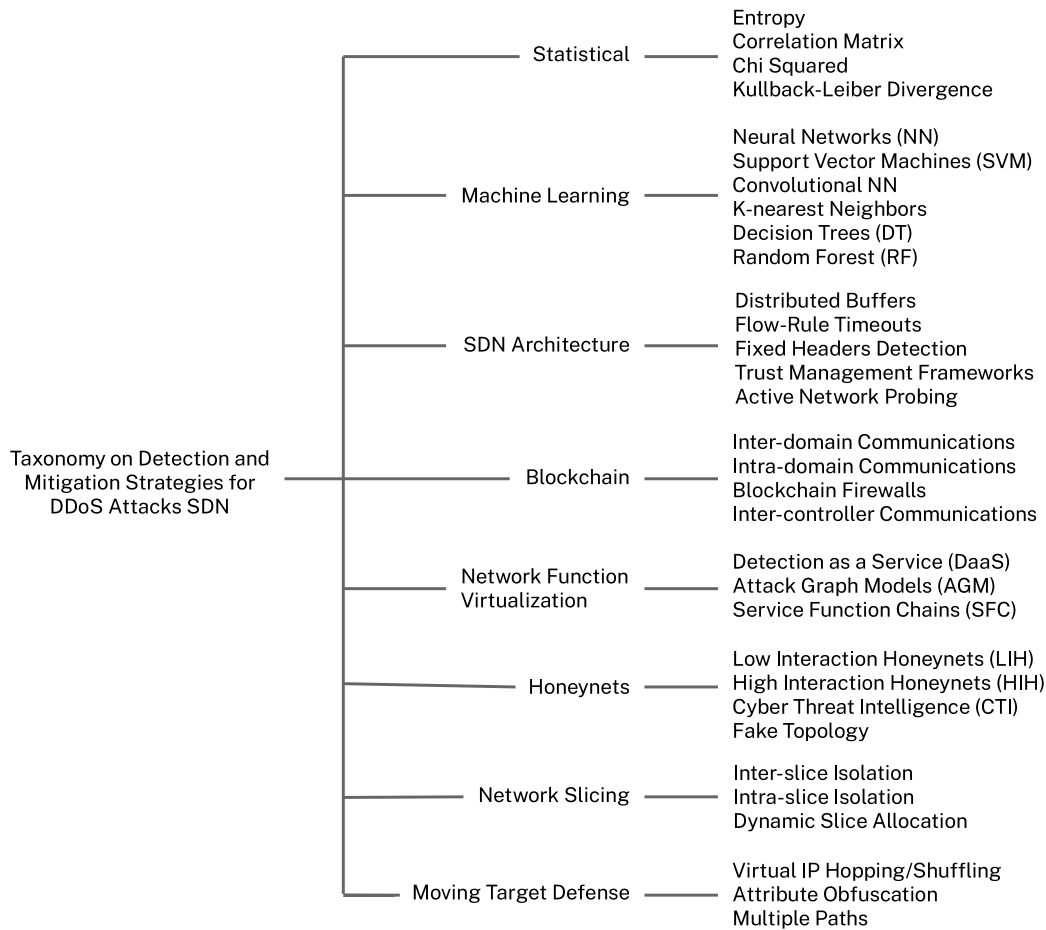 Taxonomy on Detection and
Mitigation Strategies for
DDoS Attacks SDN
Statistical
Entropy
Correlation Matrix
Chi Squared
Kullback-Leiber Divergence
Machine Learning
Neural Networks (NN)
Support Vector Machines (SVM)
Convolutional NN
K-nearest Neighbors
Decision Trees (DT)
Random Forest (RF)
SDN Architecture
Distributed Buffers
Flow-Rule Timeouts
Fixed Headers Detection
Trust Management Frameworks
Active Network Probing
Blockchain
Inter-domain Communications
Intra-domain Communications
Blockchain Firewalls
Inter-controller Communications
Network Function
Virtualization
Detection as a Service (DaaS)
Attack Graph Models (AGM)
Service Function Chains (SFC)
Honeynets
Low Interaction Honeynets (LIH)
High Interaction Honeynets (HIH)
Cyber Threat Intelligence (CTI)
Fake Topology
Network Slicing
Inter-slice Isolation
Intra-slice Isolation
Dynamic Slice Allocation
Moving Target Defense
Virtual IP Hopping/Shuffling
Attribute Obfuscation
Multiple Paths